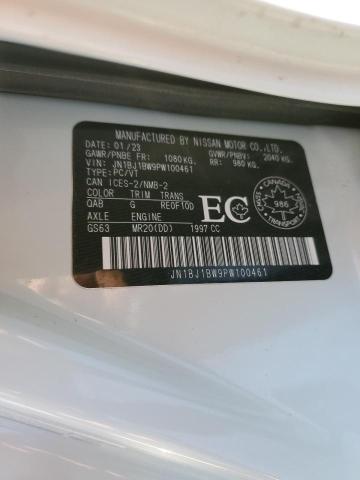 MANUFACTURED BY NISSAN MOTOR CO.,LTD.
DATE: 01/23 GVWR/PNBV: 2040 KG.
GAWR/PNBE FR: 1080KG. RR: 980 KG.
VIN: JN1BJ1BW9PW100461
TYPE: PC/VT
CAN ICES-2/NMB-2
COLOR TRIM TRANS
QAB G RE0F10D
AXLE ENGINE
GS63 MR20(DD) 1997 CC
EC
CANADA
986
TRANSPORT
JN1BJ1BW9PW100461